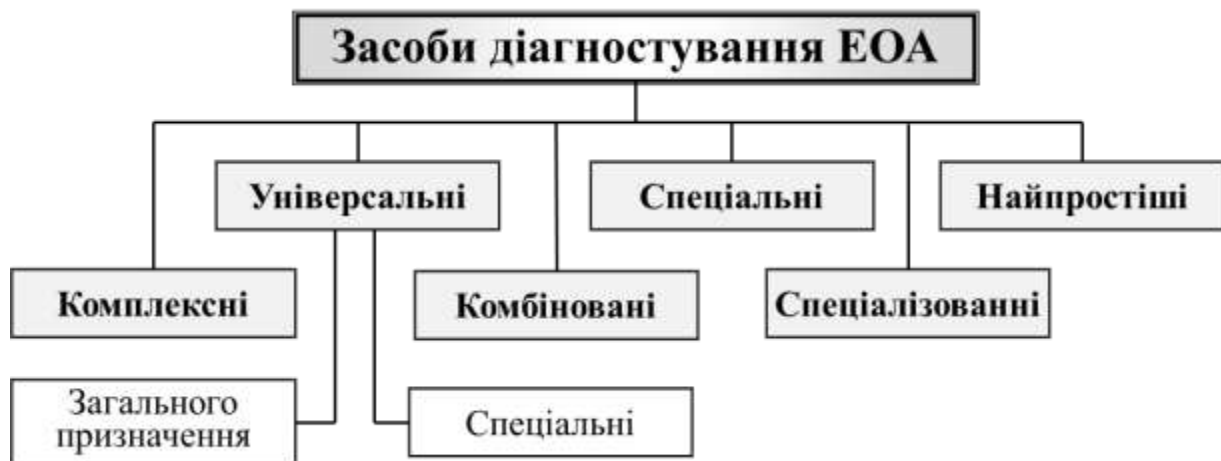 Засоби діагностування ЕОА
Універсальні
Спеціальні
Найпростіші
Комплексні
Комбіновані
Спеціалізованні
Загального
призначення
Спеціальні